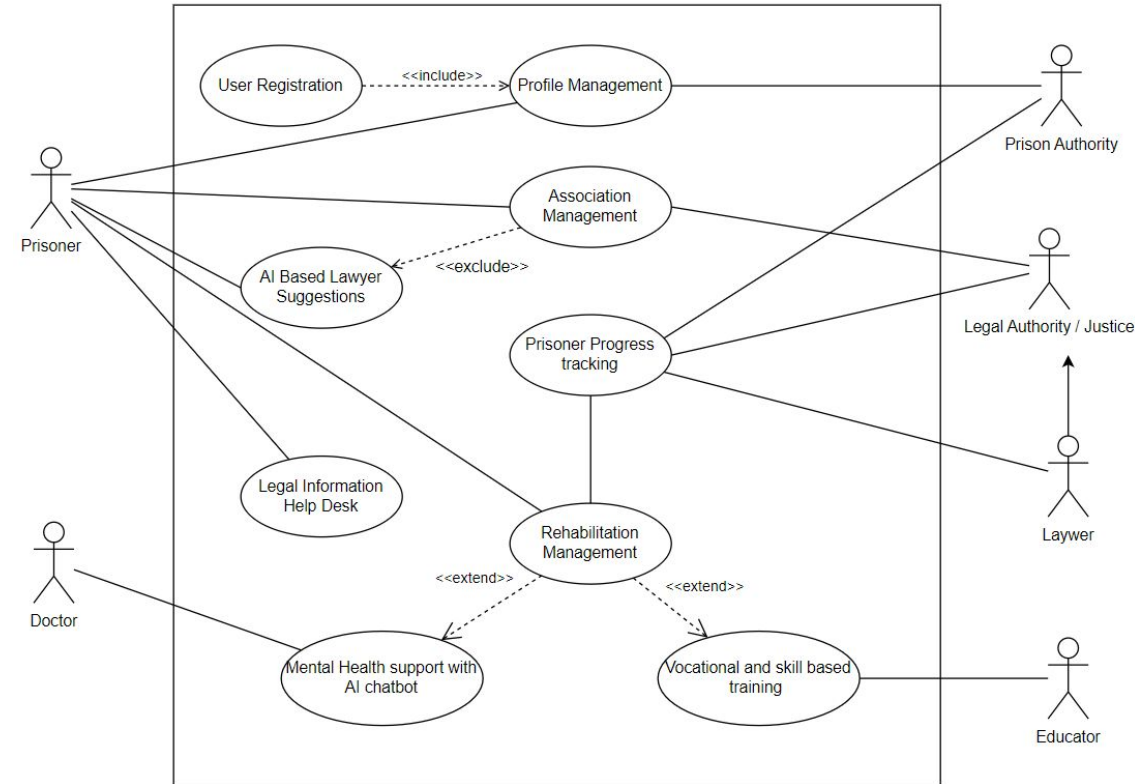 User Registration
<<include>>
Profile Management
Prison Authority
Prisoner
Association
Management
<<exclude>>
AI Based Lawyer
Suggestions
Legal Authority / Justice
Prisoner Progress
tracking
Legal Information
Help Desk
Laywer
Rehabilitation
Management
<<extend>>
<<extend>>
Doctor
Mental Health support with
AI chatbot
Vocational and skill based
training
Educator